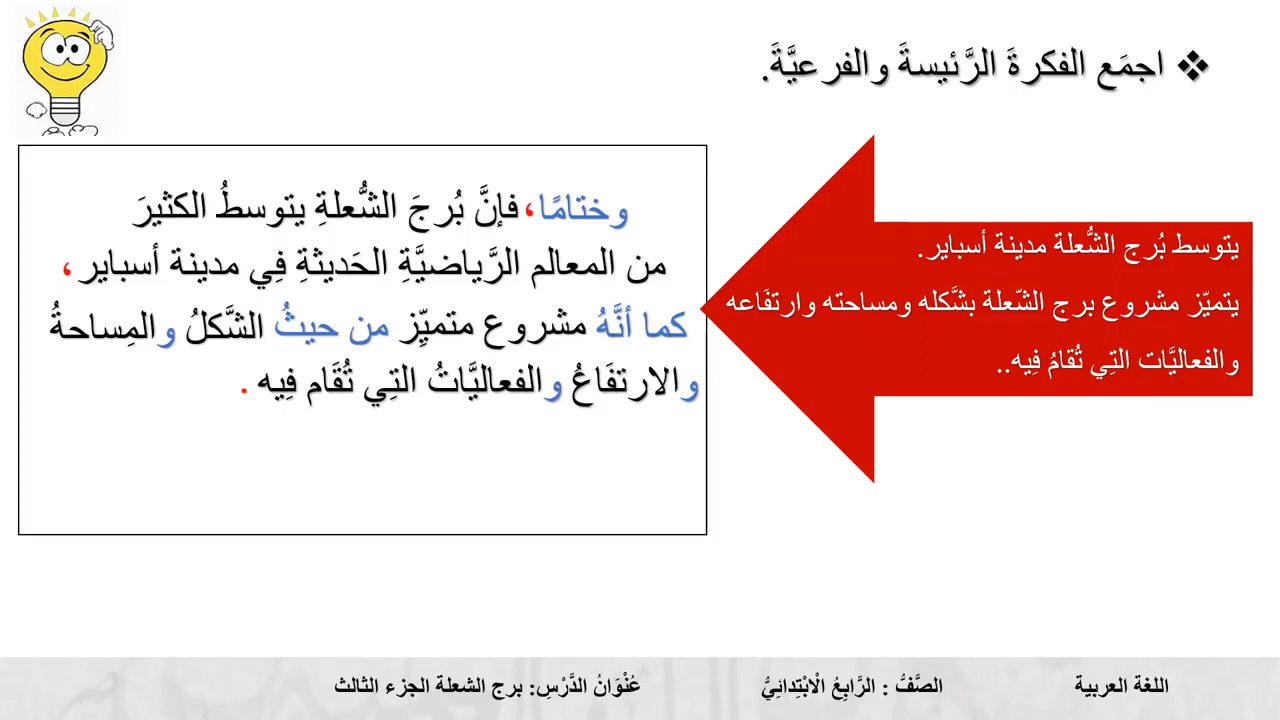 ❖ اجمَع الفكرةَ الرَّئيسةَ والفرعيَّةَ.
يتوسط بُرج الشُّعلة مدينة أسباير.
يتميّز مشروع برج الشّعلة بشَّكله ومساحته وارتفَاعه
والفعاليَّات التِي تُقامُ فِيه..
وختامًا، فإنَّ بُرجَ الشُّعلةِ يتوسطُ الكثيرَ
من المعالم الرَّياضيَّةِ الحَديثةِ فِي مدينة أسباير،
كما أنَّهُ مشروع متميِّز من حيثُ الشَّكلُ والمِساحةُ
والارتفَاعُ والفعاليَّاتُ التِي تُقَام فِيه .
اللغة العربية
الصَّفُّ : الرَّابِعُ الْابْتِدائِيُّ
عُنْوَانُ الدَّرْسِ: برج الشعلة الجزء الثالث